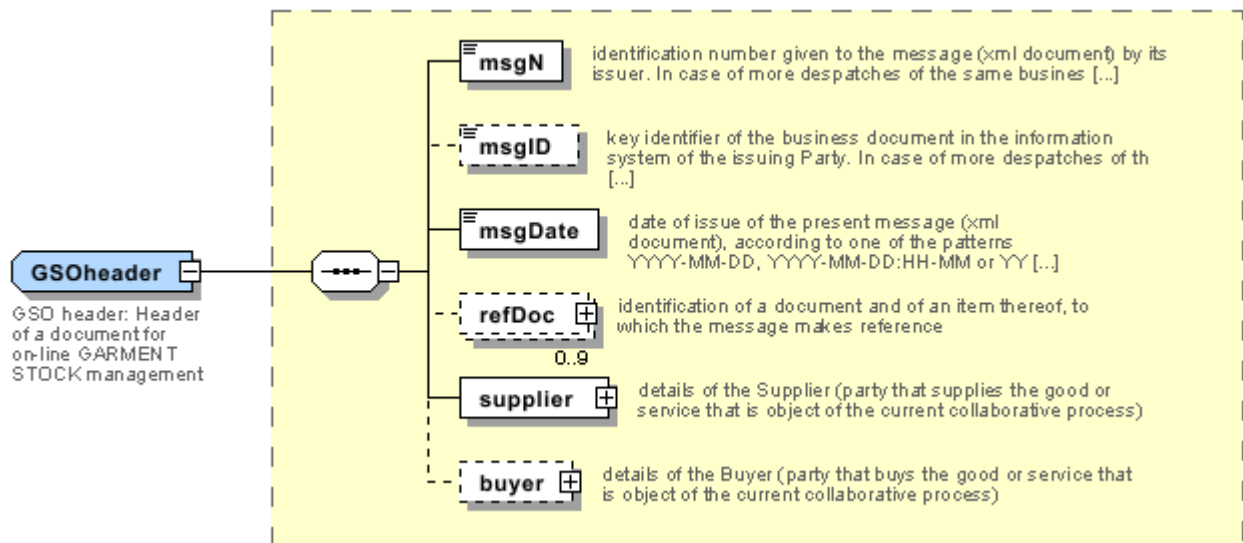 msgN
identification number given to the message (xml document) by its
issuer. In case of more despatches of the same busines [...]
msgID
key identifier of the business document in the information
system of the issuing Party. In case of more despatches of th
[...]
msgDate
date of issue of the present message (xml
document), according to one of the patterns
YYYY-MM-DD, YYYY-MM-DD:HH-MM or YY [...]
GSOheader
GSO header: Header
of a document for
on-line GARMENT
STOCK management
refDoc
0..9
identification of a document and of an item thereof, to
which the message makes reference
supplier
details of the Supplier (party that supplies the good or
service that is object of the current collaborative process)
buyer
details of the Buyer (party that buys the good or service that
is object of the current collaborative process)